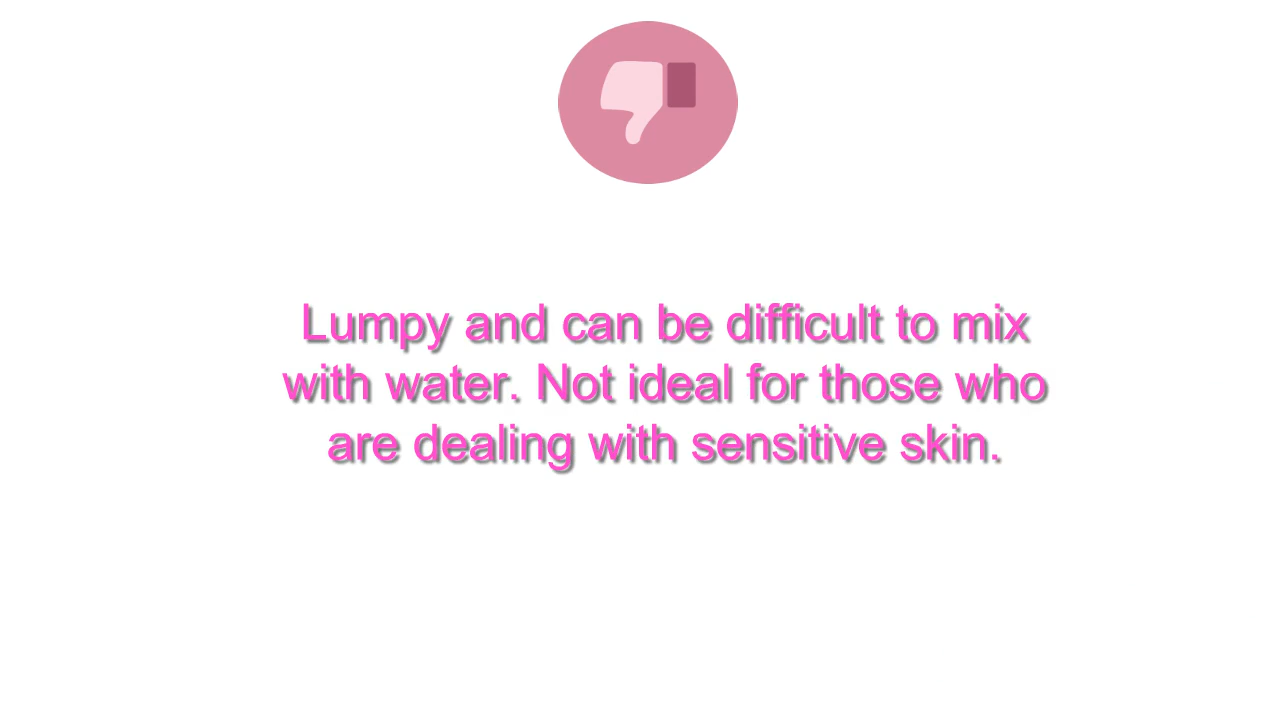 Lumpy and can be difficult to mix
with water. Not ideal for those who
are dealing with sensitive skin.